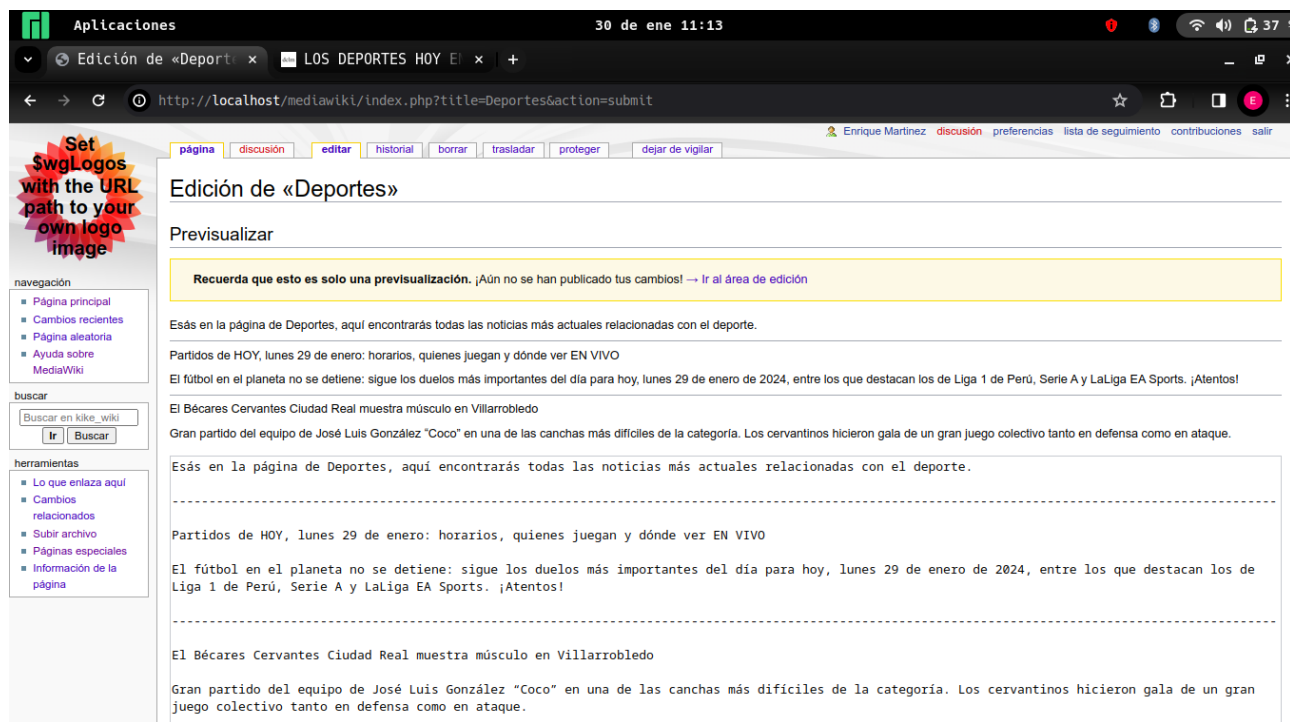 Aplicaciones
30 de ene 11:13
37
Edición de «Deporte
LOS DEPORTES HOY E
http://localhost/mediawiki/index.php?title=Deportes&action=submit
E
Enrique Martinez discusión preferencias lista de seguimiento contribuciones salir
Set
$wgLogos
with the URL
path to your
own logo
image
página discusión editar historial borrar trasladar proteger dejar de vigilar
Edición de «Deportes»
Previsualizar
Recuerda que esto es solo una previsualización. ¡Aún no se han publicado tus cambios! → Ir al área de edición
navegación
Página principal
Cambios recientes
Página aleatoria
Ayuda sobre
MediaWiki
buscar
Buscar en kike_wiki
Ir Buscar
herramientas
Lo que enlaza aquí
Cambios
relacionados
Subir archivo
Páginas especiales
Información de la
página
Esás en la página de Deportes, aquí encontrarás todas las noticias más actuales relacionadas con el deporte.
Partidos de HOY, lunes 29 de enero: horarios, quienes juegan y dónde ver EN VIVO
El fútbol en el planeta no se detiene: sigue los duelos más importantes del día para hoy, lunes 29 de enero de 2024, entre los que destacan los de Liga 1 de Perú, Serie A y LaLiga EA Sports. ¡Atentos!
El Bécares Cervantes Ciudad Real muestra músculo en Villarrobledo
Gran partido del equipo de José Luis González “Coco” en una de las canchas más difíciles de la categoría. Los cervantinos hicieron gala de un gran juego colectivo tanto en defensa como en ataque.
Esás en la página de Deportes, aquí encontrarás todas las noticias más actuales relacionadas con el deporte.
Partidos de HOY, lunes 29 de enero: horarios, quienes juegan y dónde ver EN VIVO
El fútbol en el planeta no se detiene: sigue los duelos más importantes del día para hoy, lunes 29 de enero de 2024, entre los que destacan los de
Liga 1 de Perú, Serie A y LaLiga EA Sports. ¡Atentos!
El Bécares Cervantes Ciudad Real muestra músculo en Villarrobledo
Gran partido del equipo de José Luis González “Coco” en una de las canchas más difíciles de la categoría. Los cervantinos hicieron gala de un gran
juego colectivo tanto en defensa como en ataque.